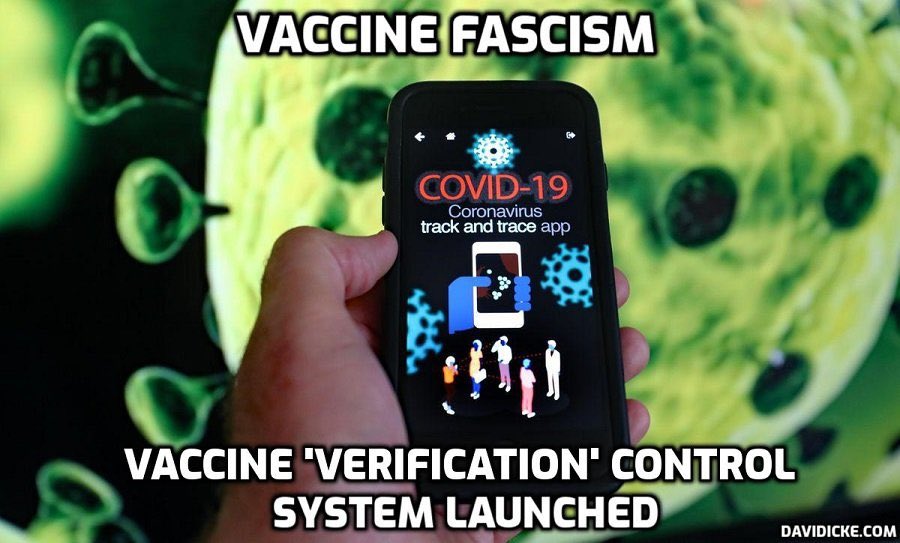 VACCINE FASCISM
COVID-19
Coronavirus
track and trace app
VACCINE 'VERIFICATION' CONTROL
SYSTEM LAUNCHED
DAVIDICKE.COM